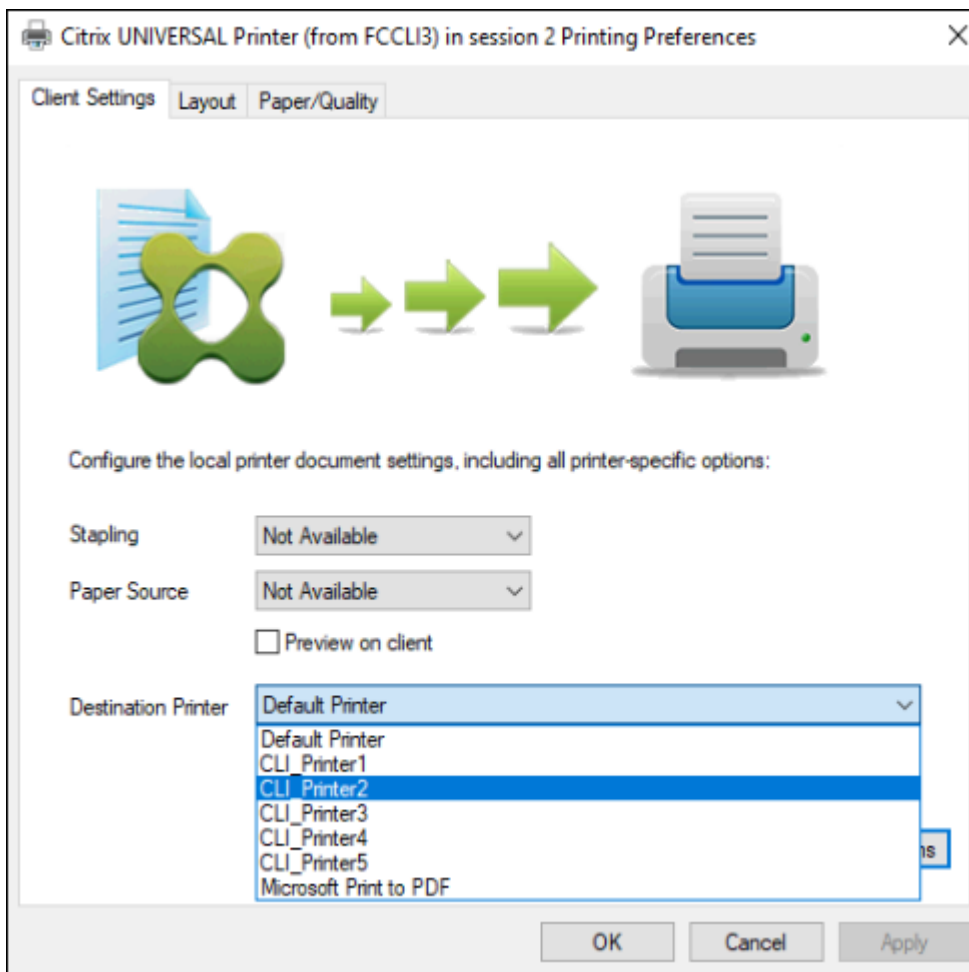 Citrix UNIVERSAL Printer (from FCCLI3) in session 2 Printing Preferences
Client Settings Layout Paper/Quality
Configure the local printer document settings, including all printer-specific options:
Stapling Not Available
Paper Source Not Available
Preview on client
Destination Printer Default Printer
Default Printer
CLI_Printer1
CLI_Printer2
CLI_Printer3
CLI_Printer4
CLI_Printer5
Microsoft Print to PDF
OK Cancel Apply